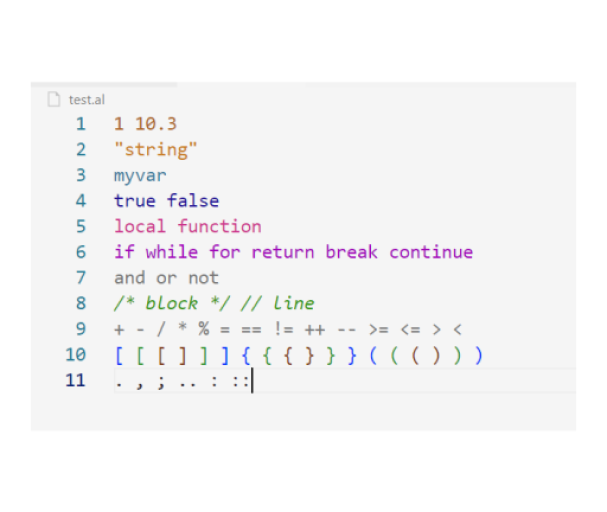 test.al
1 1 10.3
2 "string"
3 myvar
4 true false
5 local function
6 if while for return break continue
7 and or not
8 /* block */ // line
9 + - / * % = == != ++ -- >= <= > <
10 [ [ [ ] ] ] { { { } } } ( ( ( ) ) )
11 . , ; .. : ::